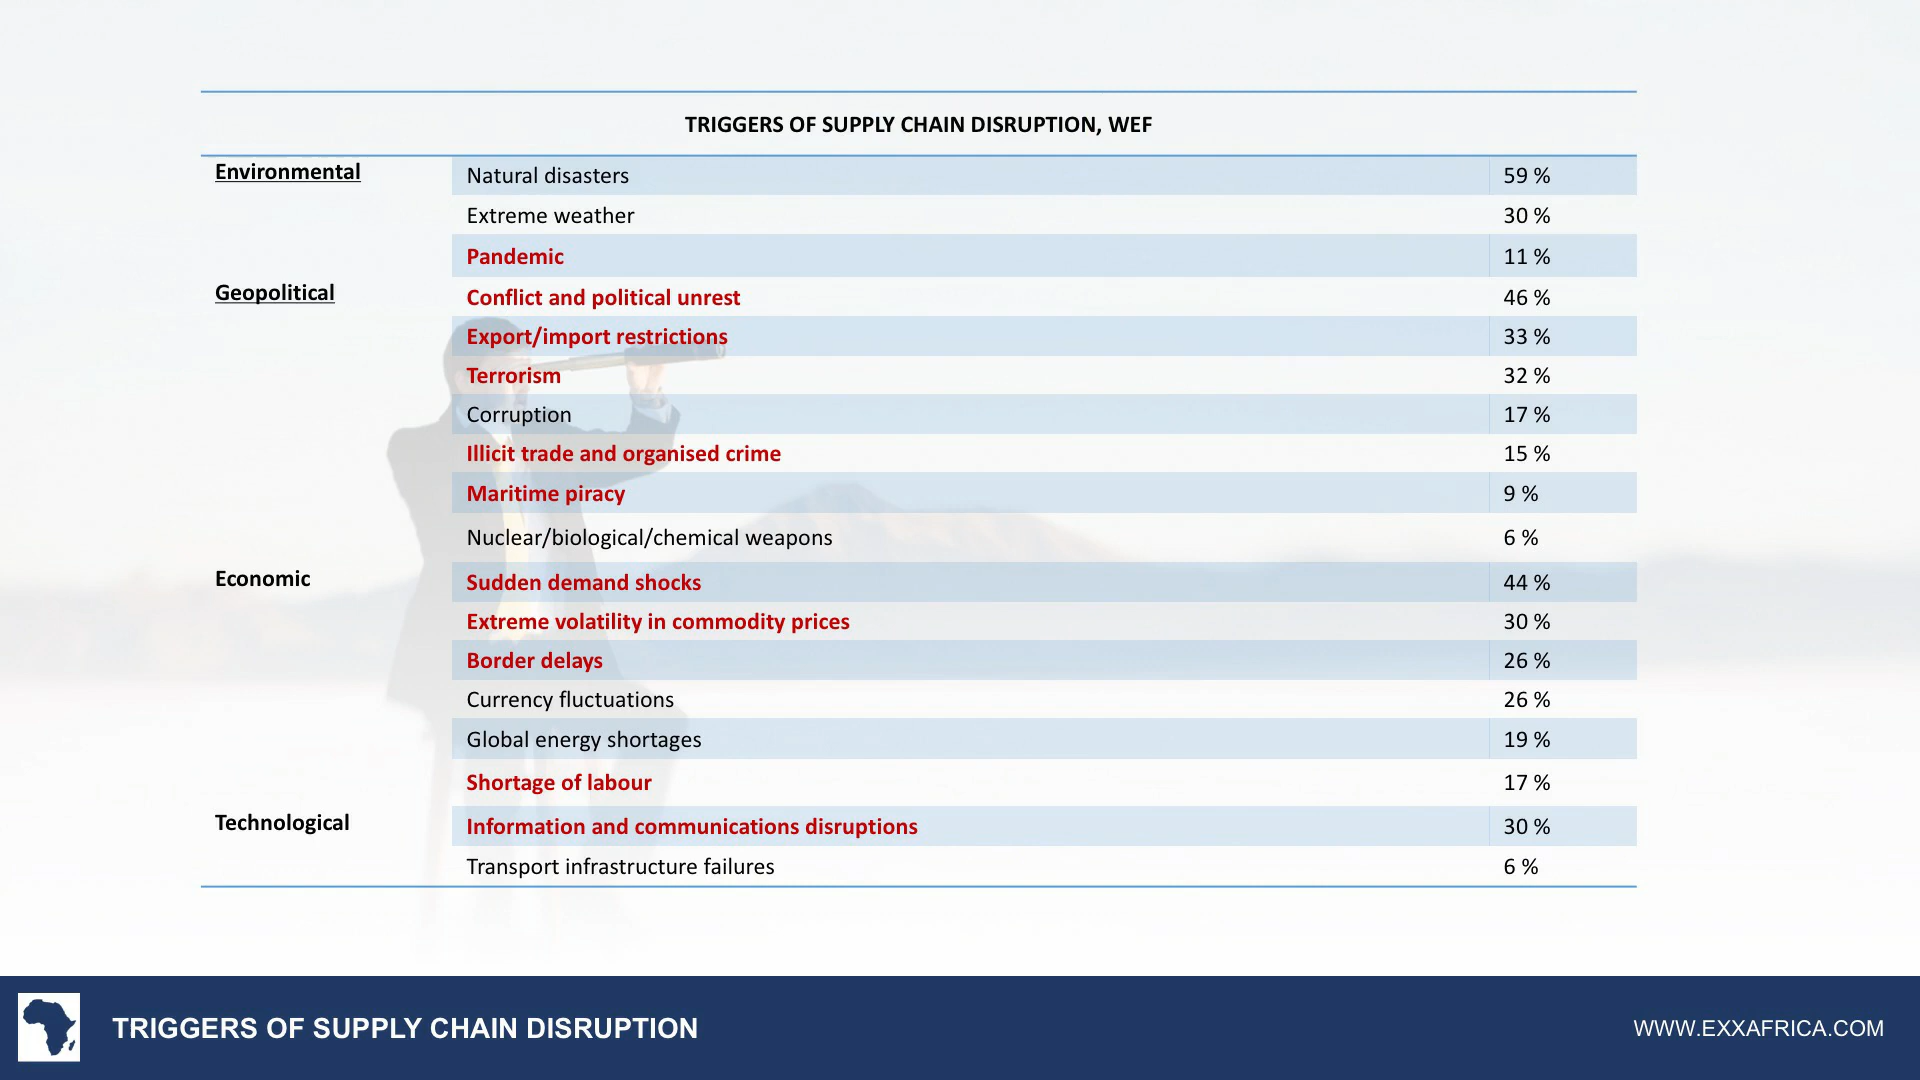 TRIGGERS OF SUPPLY CHAIN DISRUPTION, WEF
Environmental Natural disasters 59 %
Extreme weather 30 %
Pandemic 11 %
Geopolitical Conflict and political unrest 46 %
Export/import restrictions 33 %
Terrorism 32 %
Corruption 17 %
Illicit trade and organised crime 15 %
Maritime piracy 9 %
Nuclear/biological/chemical weapons 6 %
Economic Sudden demand shocks 44 %
Extreme volatility in commodity prices 30 %
Border delays 26 %
Currency fluctuations 26 %
Global energy shortages 19 %
Shortage of labour 17 %
Technological Information and communications disruptions 30 %
Transport infrastructure failures 6 %
TRIGGERS OF SUPPLY CHAIN DISRUPTION WWW.EXXAFRICA.COM